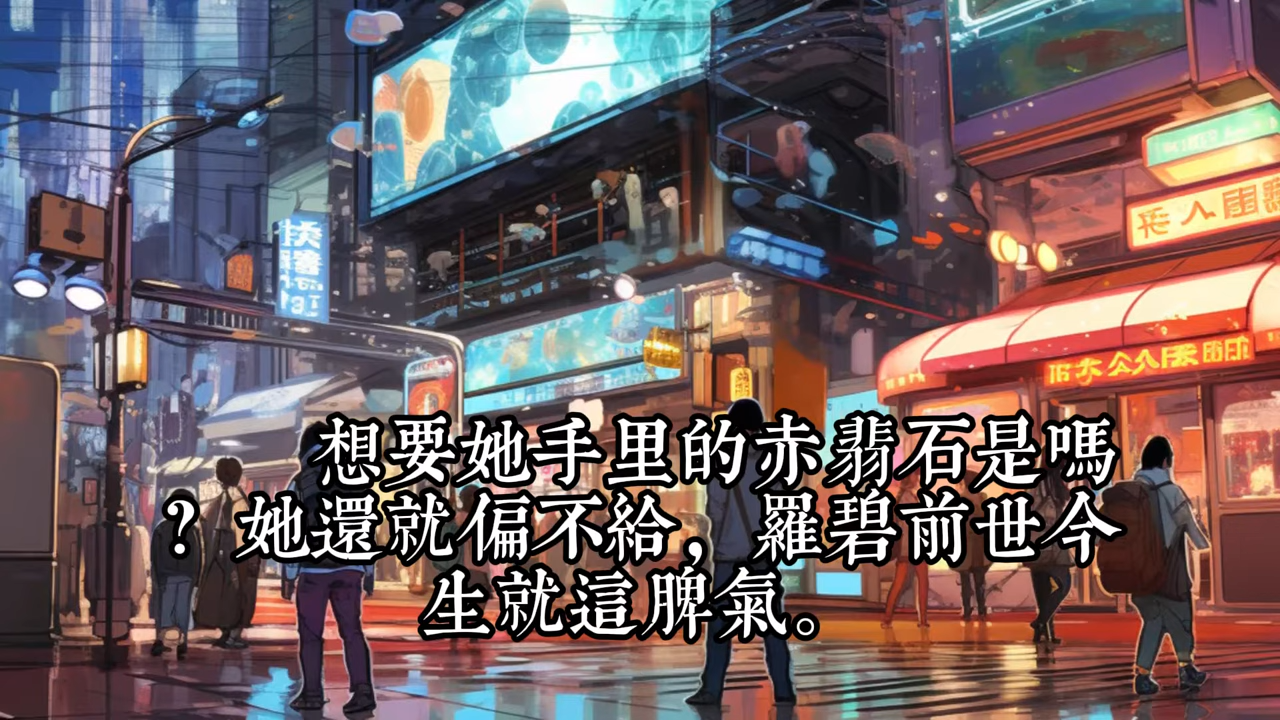 想要她手里的赤翡石是嗎
？她還就偏不給，羅碧前世今
生就這脾氣。